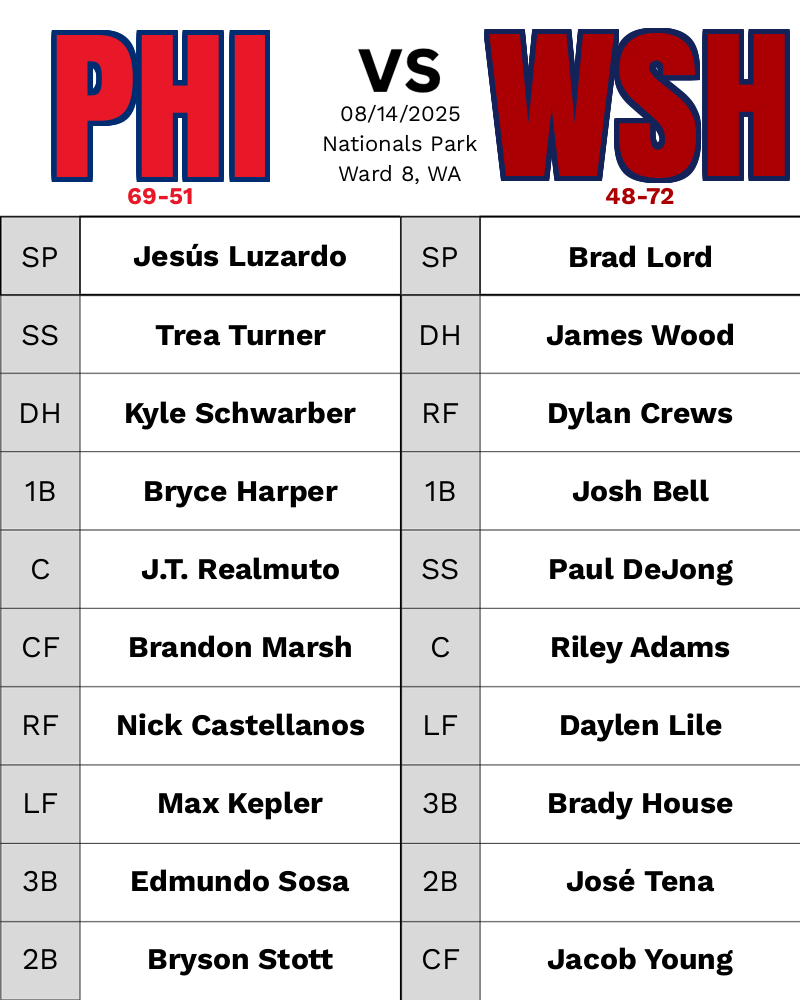 PHI
VS
WSH
08/14/2025
Nationals Park
Ward 8, WA
69-51
48-72
SP Jesús Luzardo SP Brad Lord
SS Trea Turner DH James Wood
DH Kyle Schwarber RF Dylan Crews
1B Bryce Harper 1B Josh Bell
C J.T. Realmuto SS Paul DeJong
CF Brandon Marsh C Riley Adams
RF Nick Castellanos LF Daylen Lile
LF Max Kepler 3B Brady House
3B Edmundo Sosa 2B José Tena
2B Bryson Stott CF Jacob Young